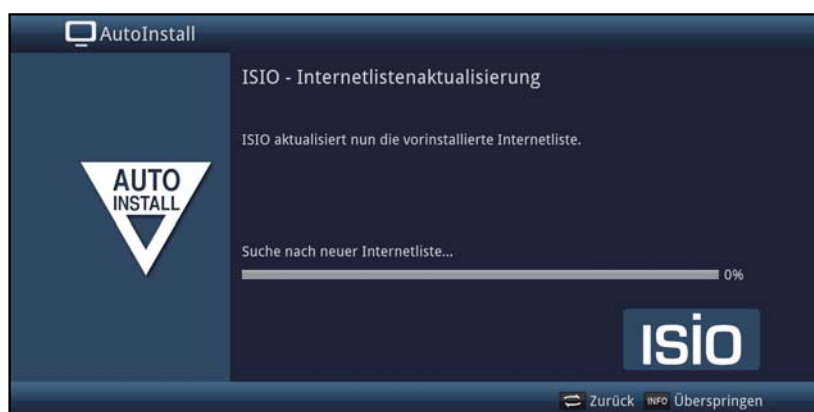 AutoInstall
ISIO - Internetlistenaktualisierung
ISIO aktualisiert nun die vorinstallierte Internetliste.
AUTO
INSTALL
Suche nach neuer Internetliste...
0%
ISIO
Zurück INFO Überspringen